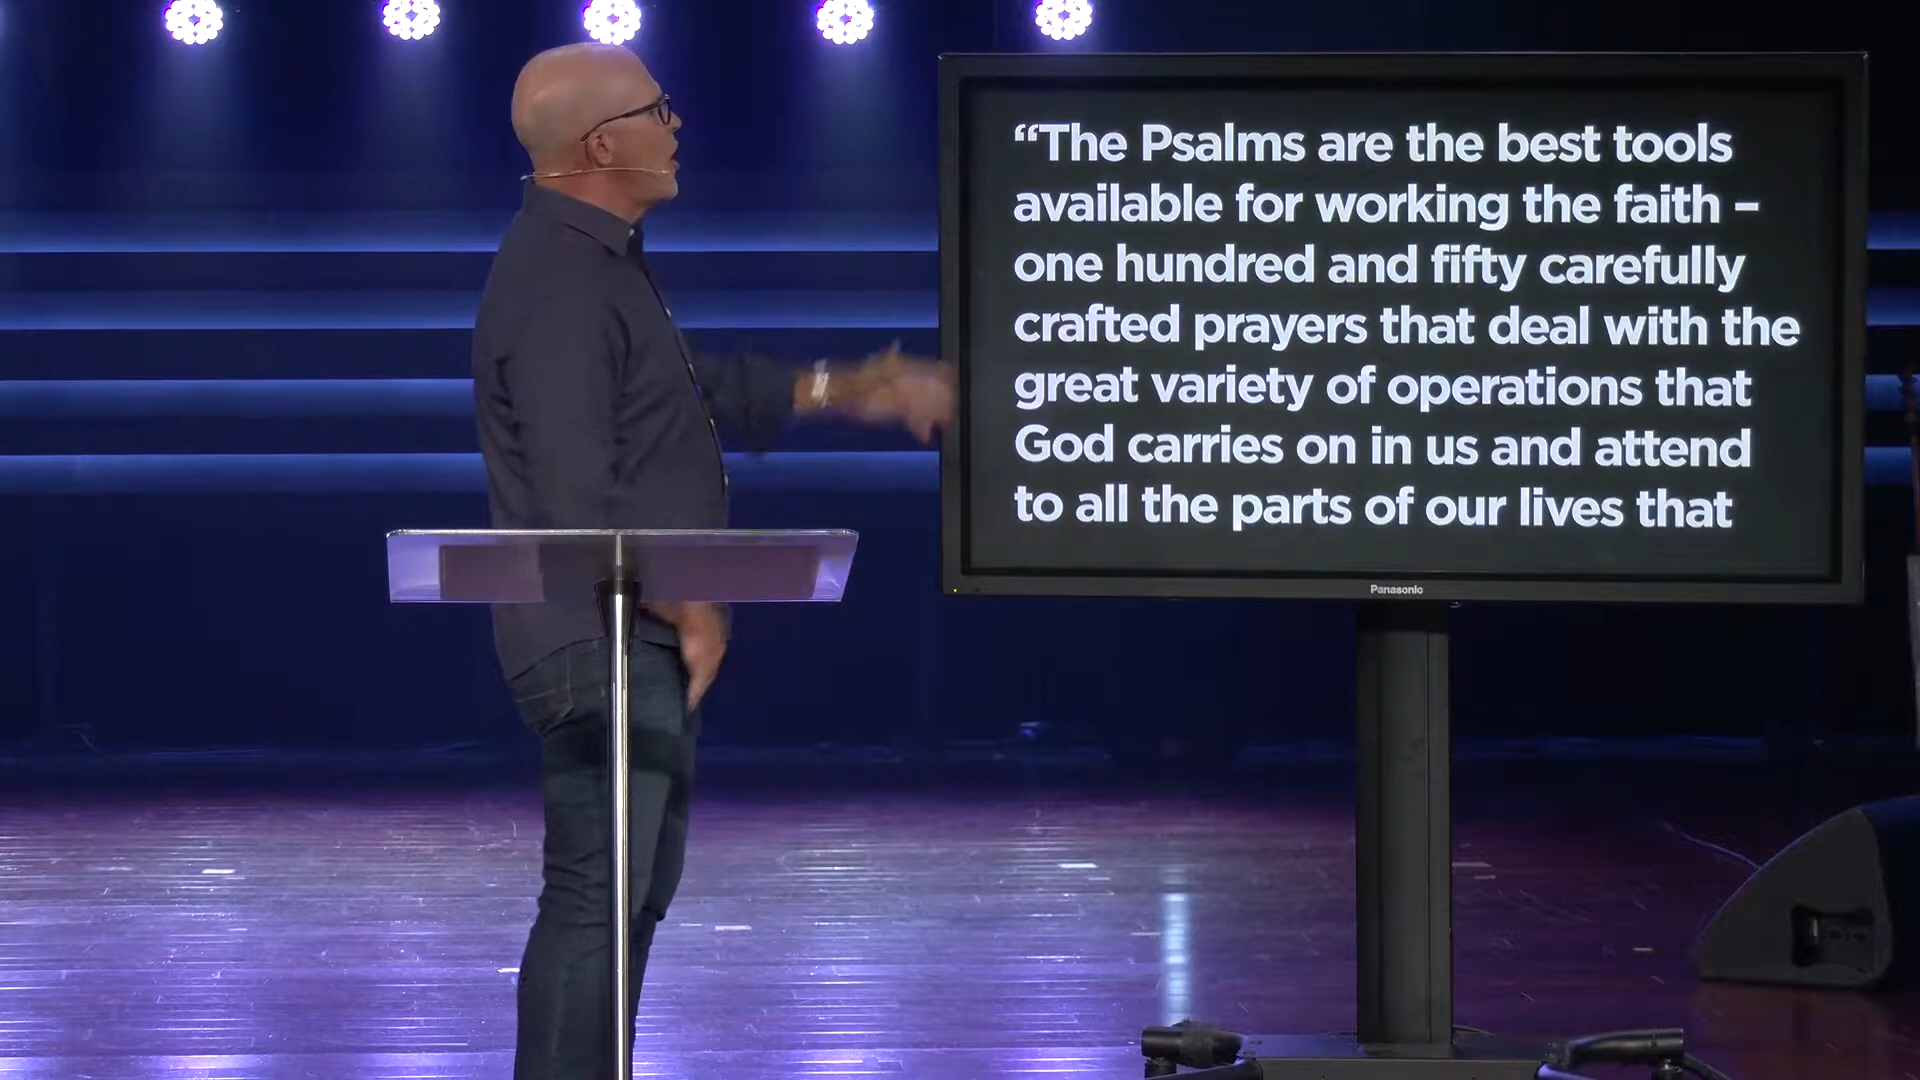 “The Psalms are the best tools
available for working the faith –
one hundred and fifty carefully
crafted prayers that deal with the
great variety of operations that
God carries on in us and attend
to all the parts of our lives that
Panasonic